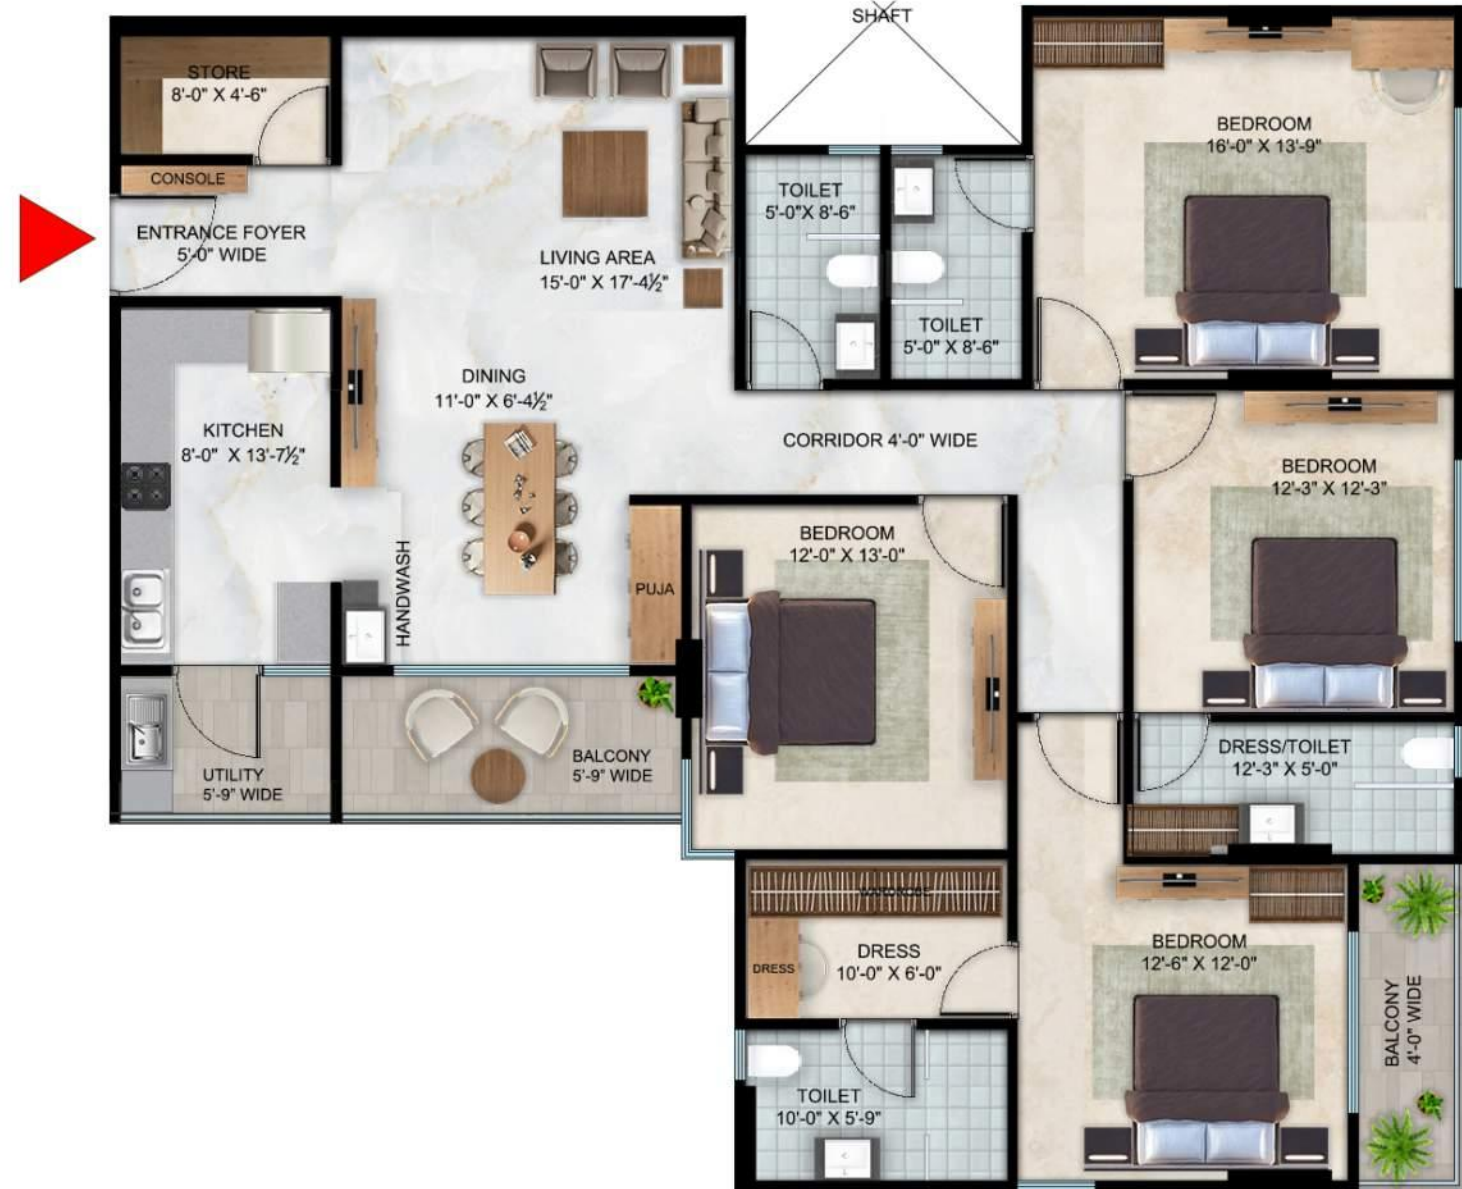 SHAFT
STORE
8'-0" X 4'-6"
CONSOLE
ENTRANCE FOYER
5'-0" WIDE
LIVING AREA
15'-0" X 17'-4½"
TOILET
5'-0"X 8'-6"
TOILET
5'-0" X 8'-6"
BEDROOM
16'-0" X 13'-9"
DINING
11'-0" X 6'-4½"
KITCHEN
8'-0" X 13'-7½"
CORRIDOR 4'-0" WIDE
BEDROOM
12'-3" X 12'-3"
BEDROOM
12'-0" X 13'-0"
HANDWASH
PUJA
UTILITY
5'-9" WIDE
BALCONY
5'-9" WIDE
DRESS/TOILET
12'-3" X 5'-0"
WARDROBE
DRESS
DRESS
10'-0" X 6'-0"
BEDROOM
12'-6" X 12'-0"
BALCONY
4'-0" WIDE
TOILET
10'-0" X 5'-9"